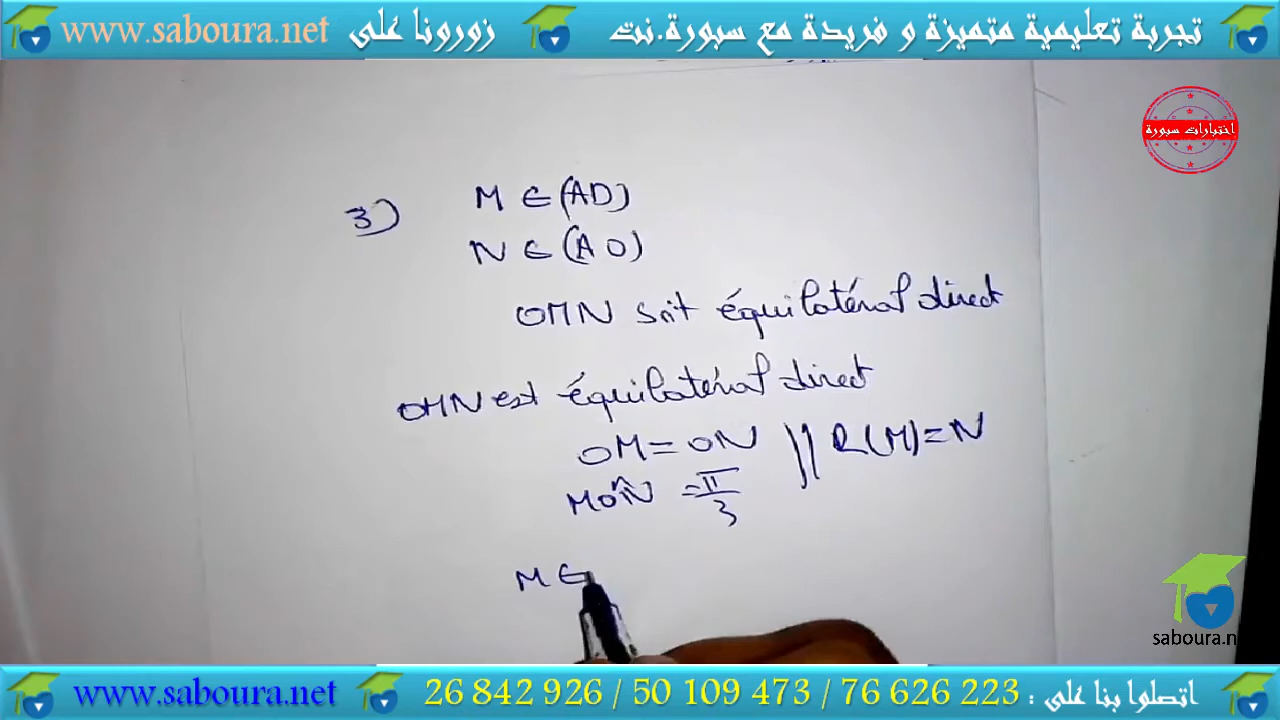 www.saboura.net زورونا على تجربة تعليمية متميزة و فريدة مع سبورة.نت
اختبارات سبورة
3) M ∈ (AD)
N ∈ (AO)
OMN soit équilatéral direct
OMN est équilatéral direct
OM = ON // R(M) = N
MÔN = π/3
M ∈
saboura.n
www.saboura.net 26 842 926 / 50 109 473 / 76 626 223 : اتصلوا بنا على